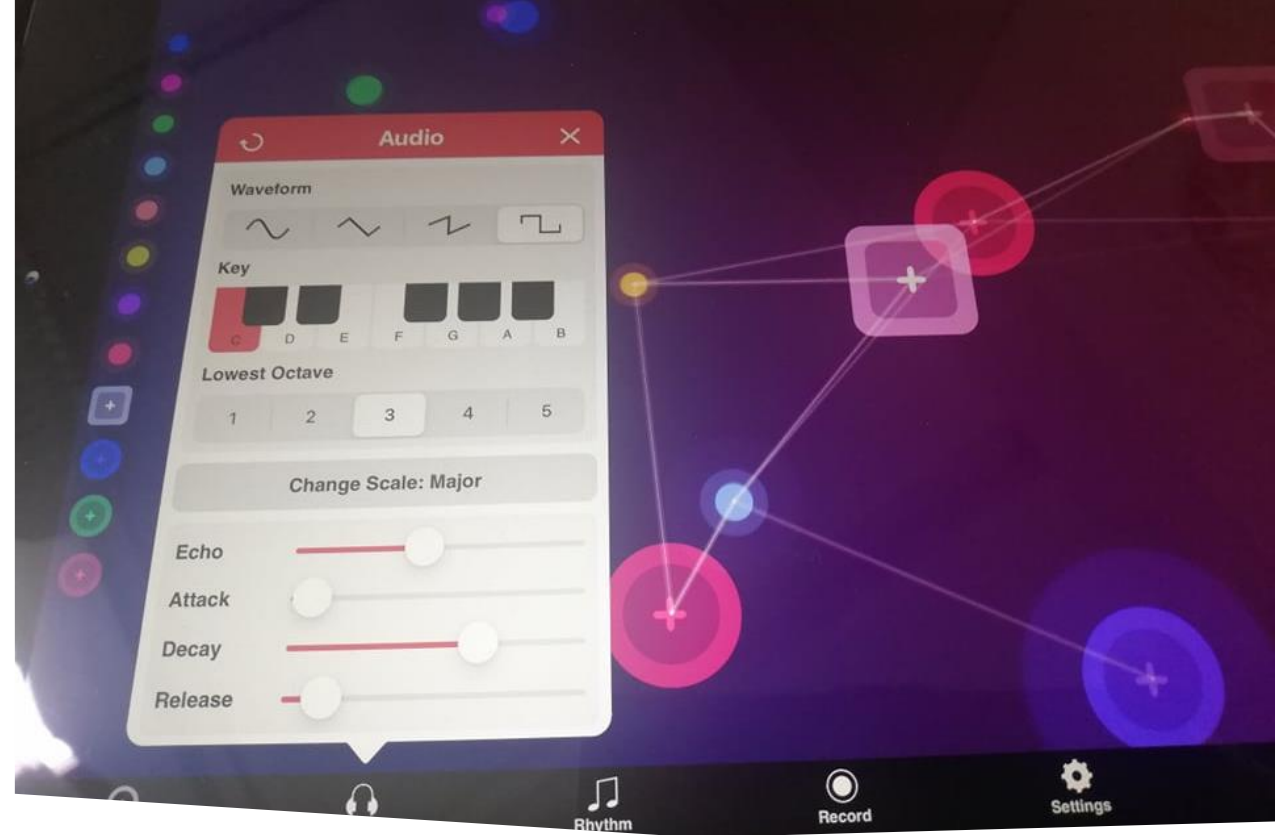 Audio
Waveform
Key
C D E F G A B
Lowest Octave
1 2 3 4 5
Change Scale: Major
Echo
Attack
Decay
Release
Rhythm
Record
Settings